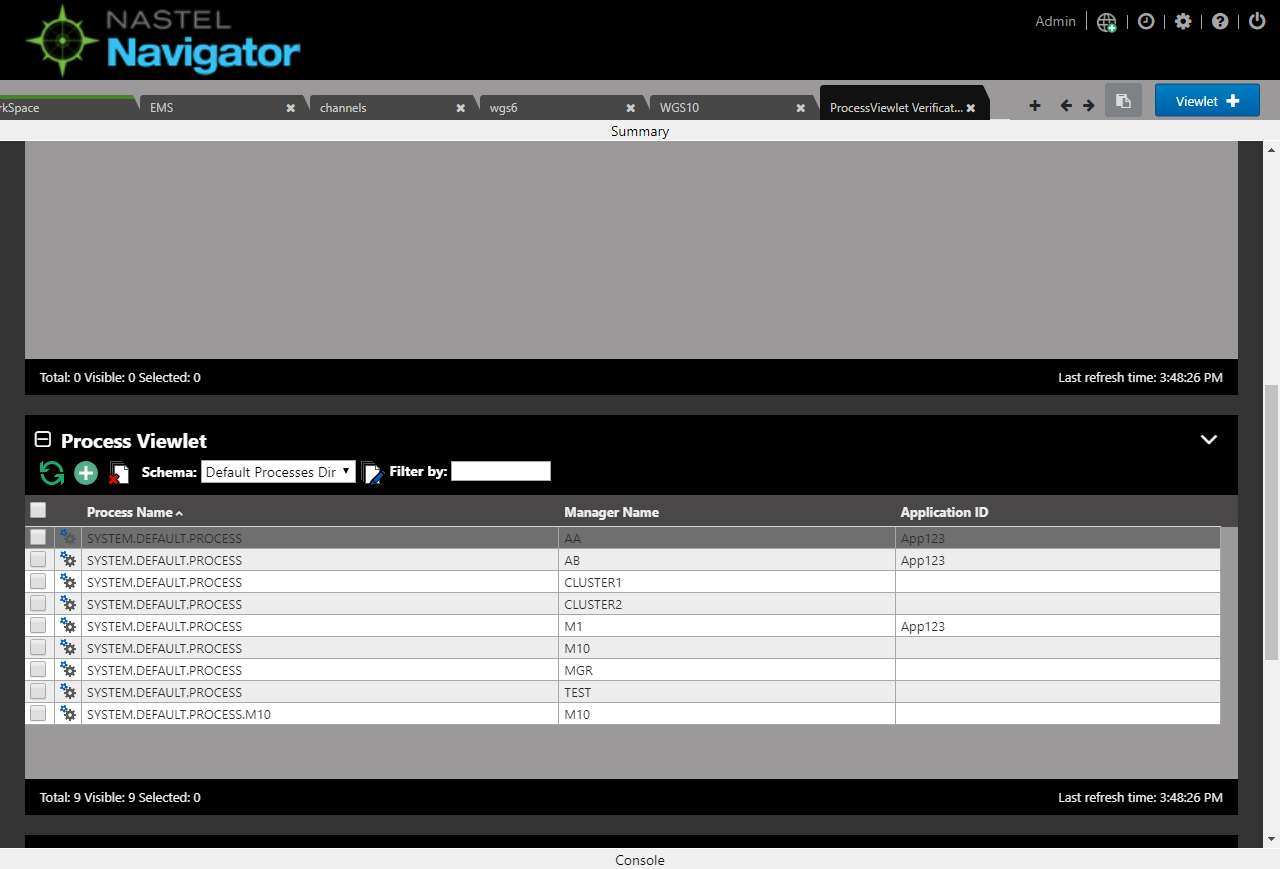 NASTEL
Navigator
Admin
rkSpace
EMS
channels
wgs6
WGS10
ProcessViewlet Verificat...
Viewlet
Summary
Total: 0 Visible: 0 Selected: 0
Last refresh time: 3:48:26 PM
Process Viewlet
Schema: Default Processes Dir Filter by:
Process Name Manager Name Application ID
SYSTEM.DEFAULT.PROCESS AA App123
SYSTEM.DEFAULT.PROCESS AB App123
SYSTEM.DEFAULT.PROCESS CLUSTER1
SYSTEM.DEFAULT.PROCESS CLUSTER2
SYSTEM.DEFAULT.PROCESS M1 App123
SYSTEM.DEFAULT.PROCESS M10
SYSTEM.DEFAULT.PROCESS MGR
SYSTEM.DEFAULT.PROCESS TEST
SYSTEM.DEFAULT.PROCESS.M10 M10
Total: 9 Visible: 9 Selected: 0
Last refresh time: 3:48:26 PM
Console